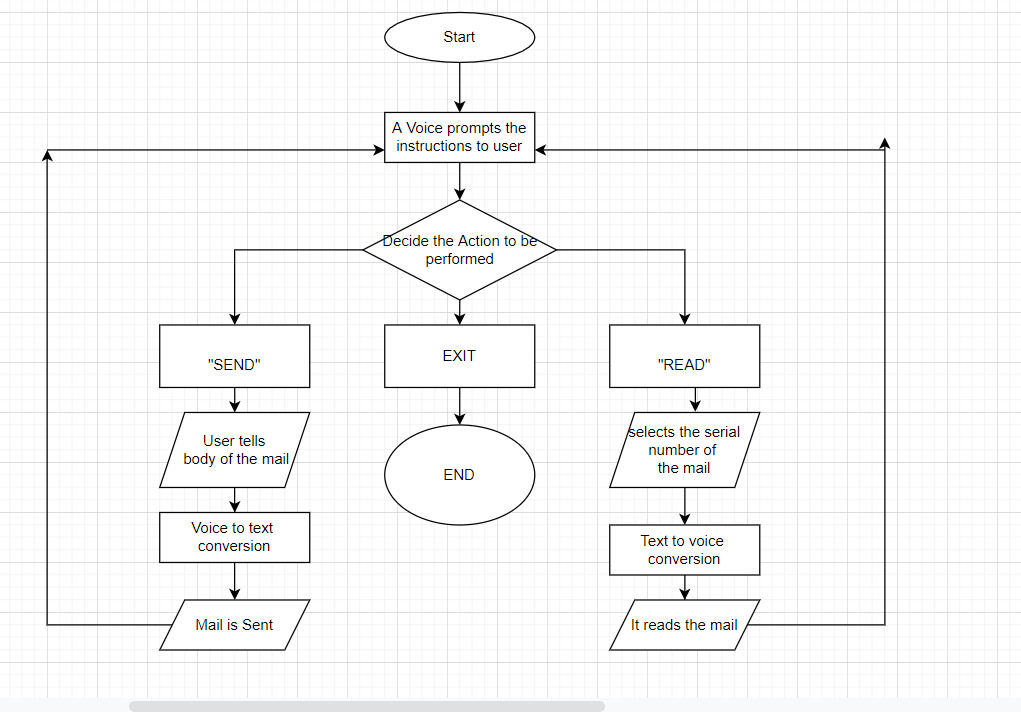 Start
A Voice prompts the
instructions to user
Decide the Action to be
performed
"SEND"
EXIT
"READ"
User tells
body of the mail
selects the serial
number of
the mail
END
Voice to text
conversion
Text to voice
conversion
Mail is Sent
It reads the mail